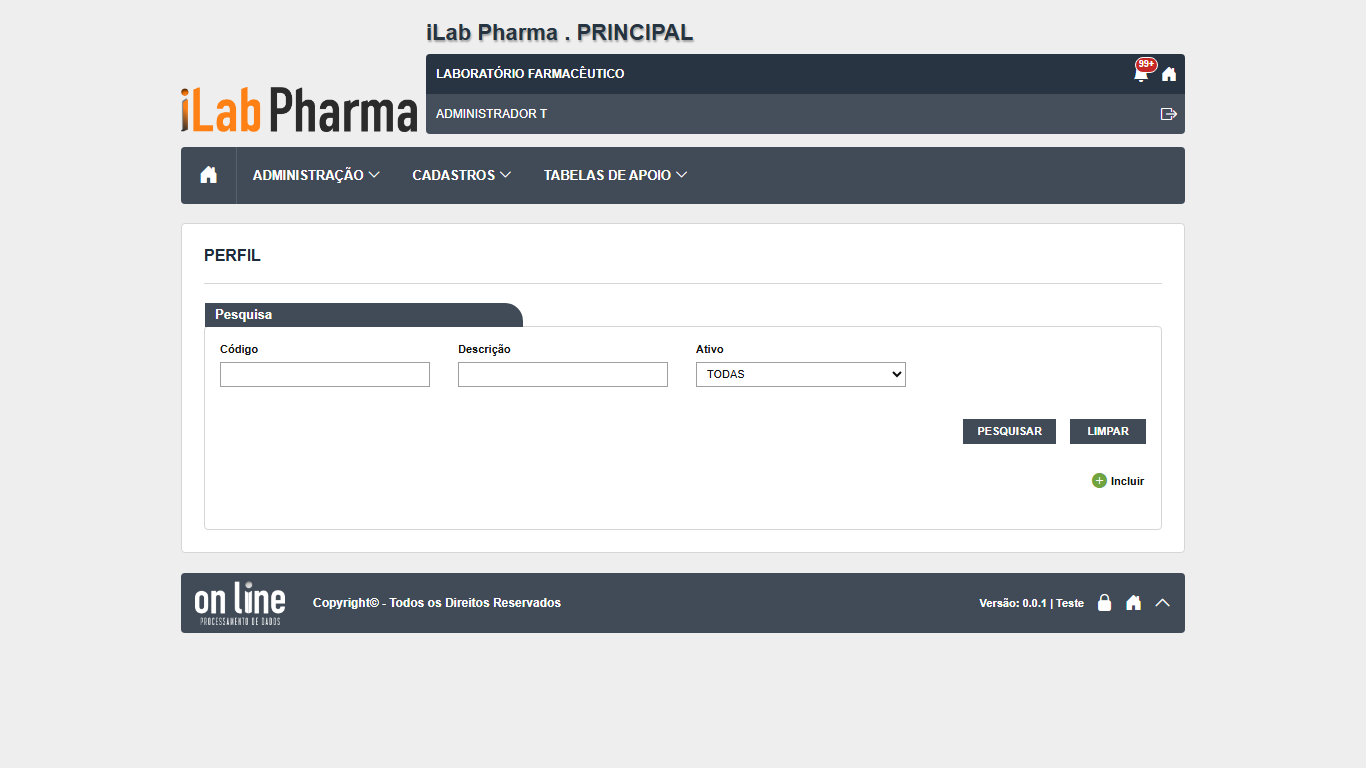 iLab Pharma . PRINCIPAL
LABORATÓRIO FARMACÊUTICO
99+
iLab Pharma
ADMINISTRADOR T
ADMINISTRAÇÃO
CADASTROS
TABELAS DE APOIO
PERFIL
Pesquisa
Código
Descrição
Ativo
TODAS
PESQUISAR
LIMPAR
Incluir
on line
PROCESSAMENTO DE DADOS
Copyright© - Todos os Direitos Reservados
Versão: 0.0.1 | Teste